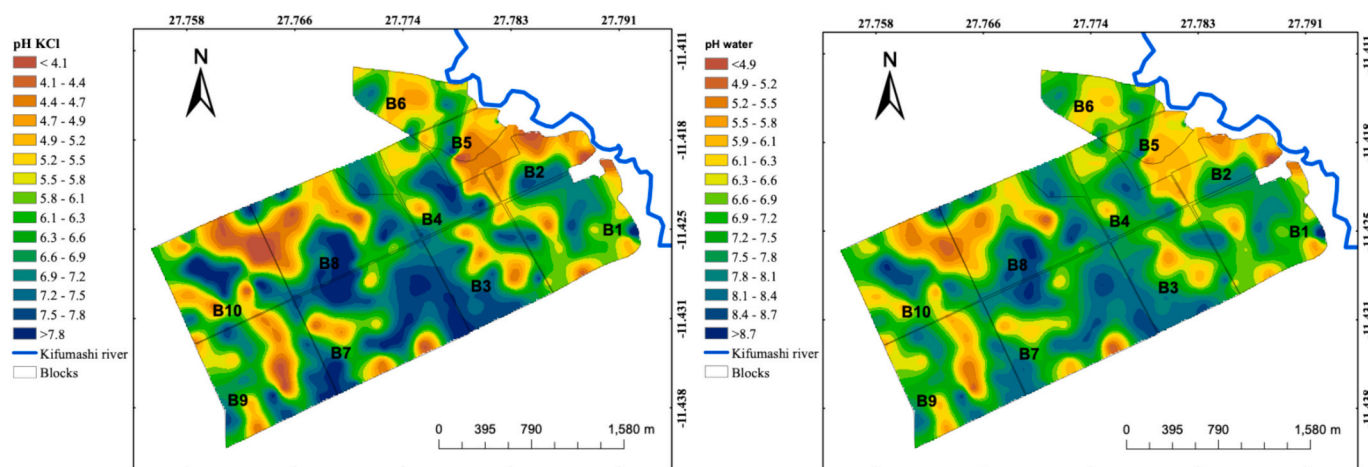 27.758 27.766 27.774 27.783 27.791
pH KCl
< 4.1
4.1 - 4.4
4.4 - 4.7
4.7 - 4.9
4.9 - 5.2
5.2 - 5.5
5.5 - 5.8
5.8 - 6.1
6.1 - 6.3
6.3 - 6.6
6.6 - 6.9
6.9 - 7.2
7.2 - 7.5
7.5 - 7.8
>7.8
Kifumashi river
Blocks
N
B6
B5
B2
B4
B1
B8
B3
B10
B7
B9
-11.411
-11.418
-11.425
-11.431
-11.438
0 395 790 1,580 m
27.758 27.766 27.774 27.783 27.791
pH water
<4.9
4.9 - 5.2
5.2 - 5.5
5.5 - 5.8
5.9 - 6.1
6.1 - 6.3
6.3 - 6.6
6.6 - 6.9
6.9 - 7.2
7.2 - 7.5
7.5 - 7.8
7.8 - 8.1
8.1 - 8.4
8.4 - 8.7
>8.7
Kifumashi river
Blocks
N
B6
B5
B2
B4
B1
B8
B3
B10
B7
B9
-11.411
-11.418
-11.438
0 395 790 1,580 m